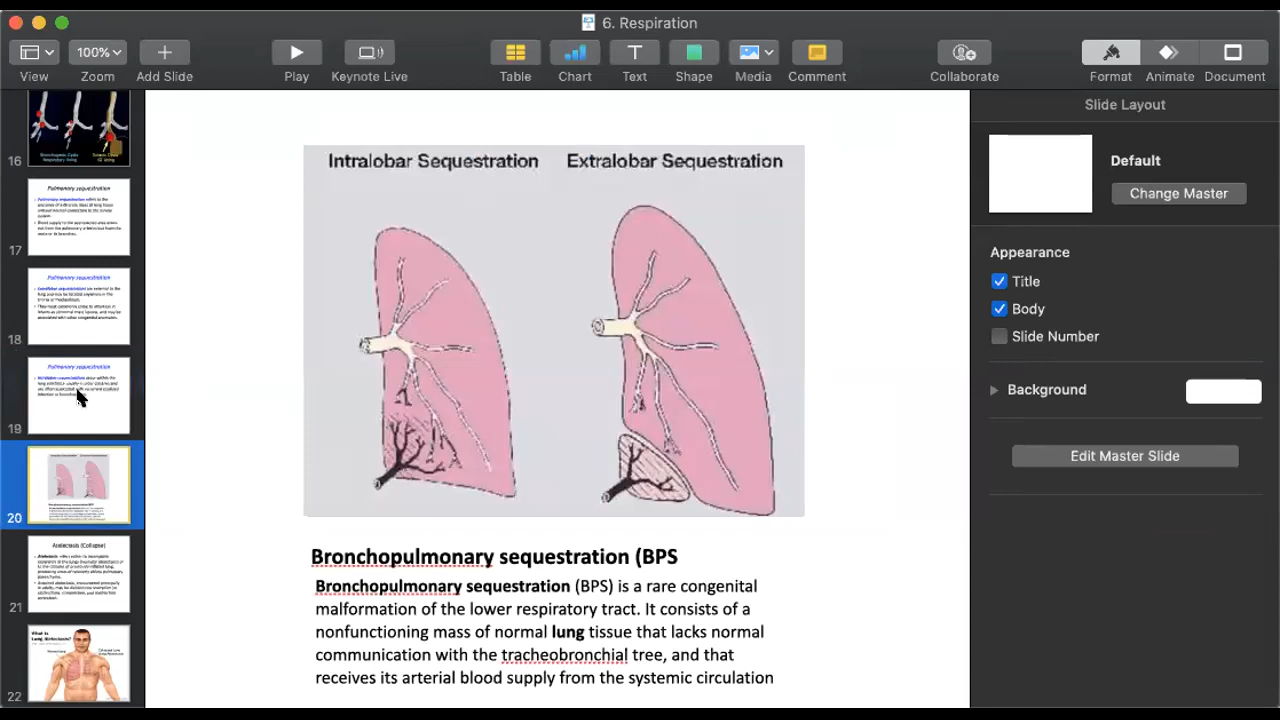 6. Respiration
100%
View
Zoom
Add Slide
Play
Keynote Live
Table
Chart
Text
Shape
Media
Comment
Collaborate
Format
Animate
Document
16
Pulmonary sequestration
17
Pulmonary sequestration
18
Pulmonary sequestration
19
20
Atelectasis (Collapse)
21
What is
Lung Atelectasis?
22
Intralobar Sequestration
Extralobar Sequestration
Bronchopulmonary sequestration (BPS
Bronchopulmonary sequestration (BPS) is a rare congenital
malformation of the lower respiratory tract. It consists of a
nonfunctioning mass of normal lung tissue that lacks normal
communication with the tracheobronchial tree, and that
receives its arterial blood supply from the systemic circulation
Slide Layout
Default
Change Master
Appearance
Title
Body
Slide Number
Background
Edit Master Slide